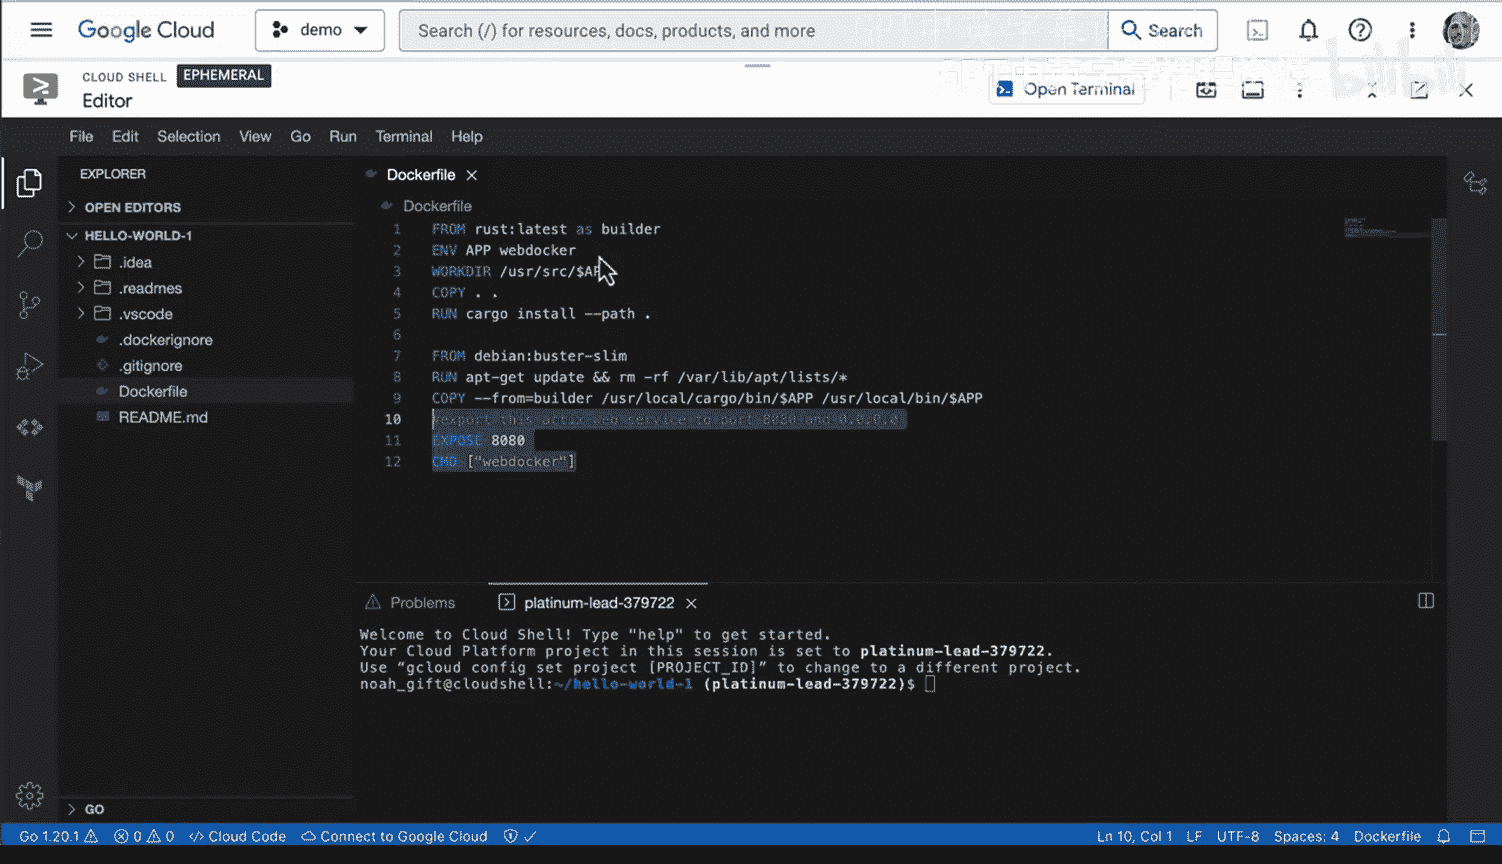 Google Cloud
demo
Search (/) for resources, docs, products, and more
Search
CLOUD SHELL
EPHEMERAL
Editor
Open Terminal
bilibili
File Edit Selection View Go Run Terminal Help
EXPLORER
OPEN EDITORS
HELLO-WORLD-1
.idea
.readmes
.vscode
.dockerignore
.gitignore
Dockerfile
README.md
GO
Dockerfile
Dockerfile
1 FROM rust:latest as builder
2 ENV APP webdocker
3 WORKDIR /usr/src/$AP
4 COPY . .
5 RUN cargo install --path .
6
7 FROM debian:buster-slim
8 RUN apt-get update && rm -rf /var/lib/apt/lists/*
9 COPY --from=builder /usr/local/cargo/bin/$APP /usr/local/bin/$APP
10 #export this actix web service to port 8080 and 0.0.0.0
11 EXPOSE 8080
12 CMD ["webdocker"]
Problems
platinum-lead-379722
Welcome to Cloud Shell! Type "help" to get started.
Your Cloud Platform project in this session is set to platinum-lead-379722.
Use “gcloud config set project [PROJECT_ID]” to change to a different project.
noah_gift@cloudshell:~/hello-world-1 (platinum-lead-379722)$
Go 1.20.1 0 0 Cloud Code Connect to Google Cloud Ln 10, Col 1 LF UTF-8 Spaces: 4 Dockerfile